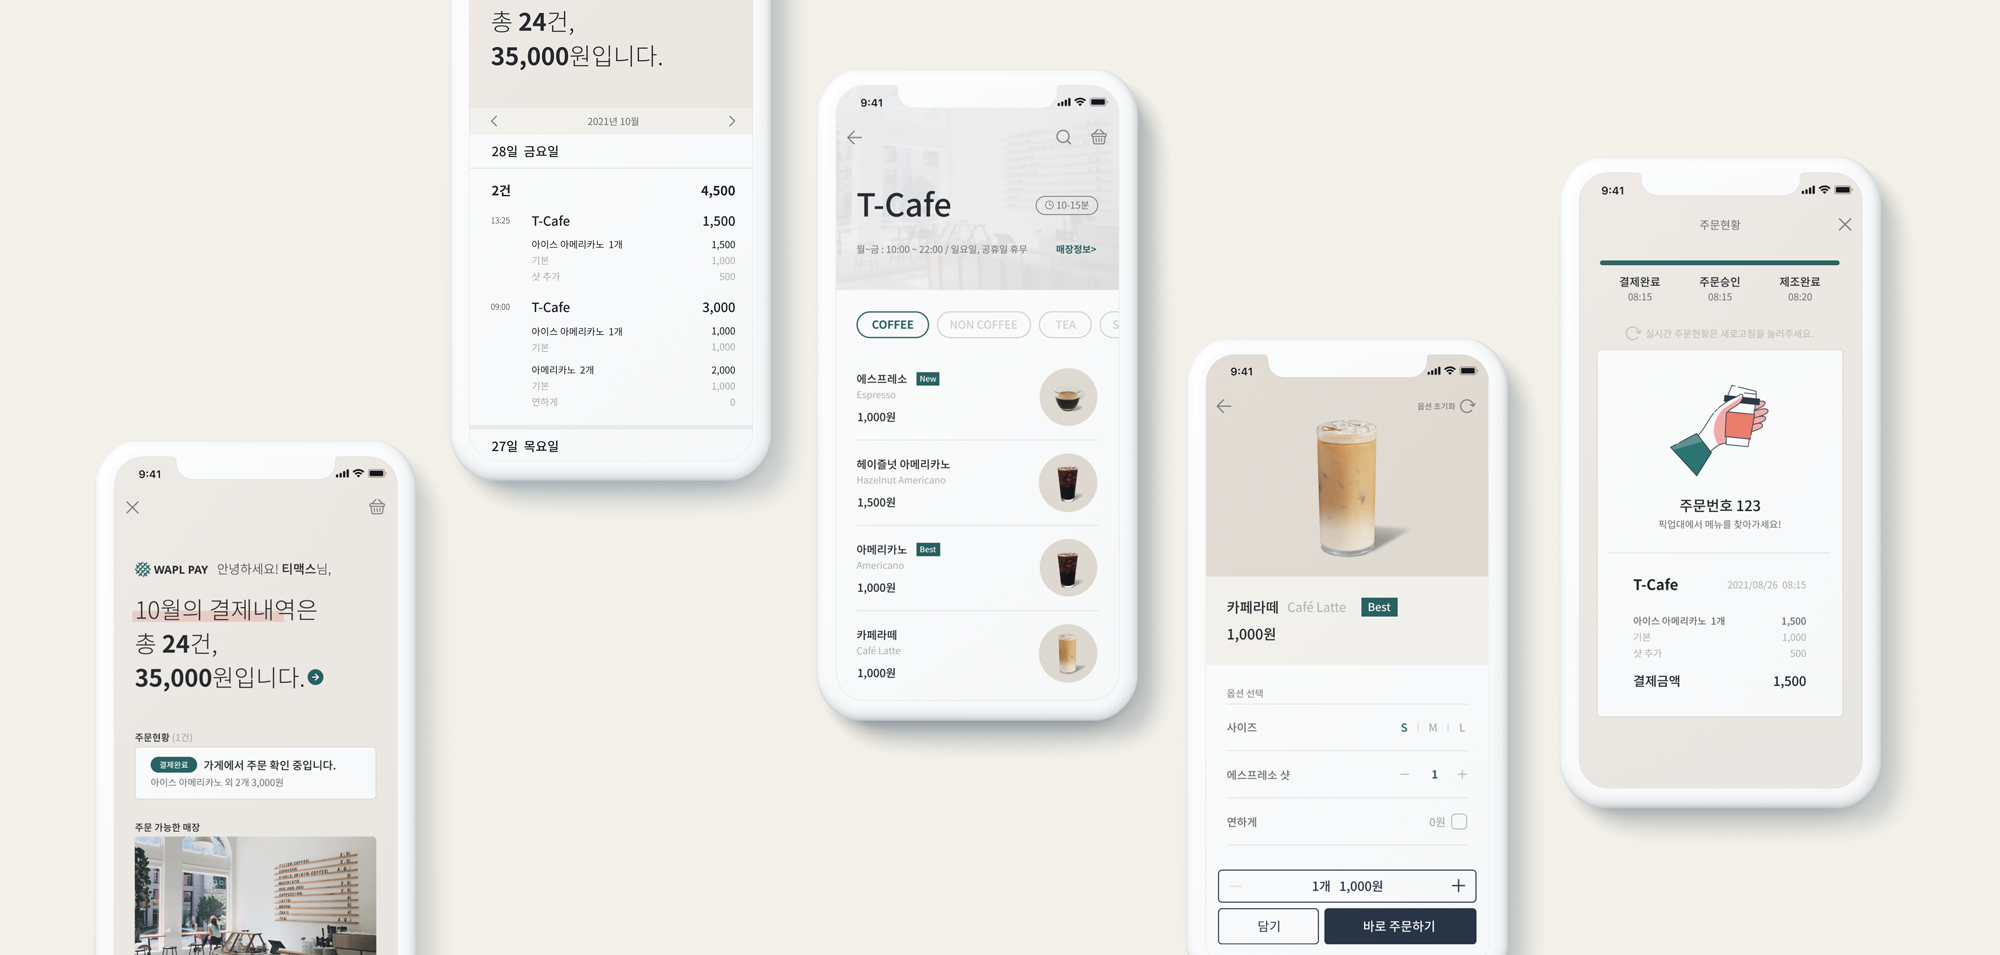 9:41
WAPL PAY 안녕하세요! 티맥스님,
10월의 결제내역은
총 24건,
35,000원입니다.
주문현황 (1건)
결제완료 가게에서 주문 확인 중입니다.
아이스 아메리카노 외 2개 3,000원
주문 가능한 매장
총 24건,
35,000원입니다.
2021년 10월
28일 금요일
2건 4,500
13:25 T-Cafe 1,500
아이스 아메리카노 1개 1,500
기본 1,000
샷 추가 500
09:00 T-Cafe 3,000
아이스 아메리카노 1개 1,000
기본 1,000
아메리카노 2개 2,000
기본 1,000
연하게 0
27일 목요일
9:41
T-Cafe 10-15분
월~금 : 10:00 ~ 22:00 / 일요일, 공휴일 휴무 매장정보>
COFFEE NON COFFEE TEA S
에스프레소 New
Espresso
1,000원
헤이즐넛 아메리카노
Hazelnut Americano
1,500원
아메리카노 Best
Americano
1,000원
카페라떼
Café Latte
1,000원
9:41
옵션 초기화
카페라떼 Café Latte Best
1,000원
옵션 선택
사이즈 S M L
에스프레소 샷 1
연하게 0원
1개 1,000원
담기 바로 주문하기
9:41
주문현황
결제완료 주문승인 제조완료
08:15 08:15 08:20
실시간 주문현황은 새로고침을 눌러주세요.
주문번호 123
픽업대에서 메뉴를 찾아가세요!
T-Cafe 2021/08/26 08:15
아이스 아메리카노 1개 1,500
기본 1,000
샷 추가 500
결제금액 1,500